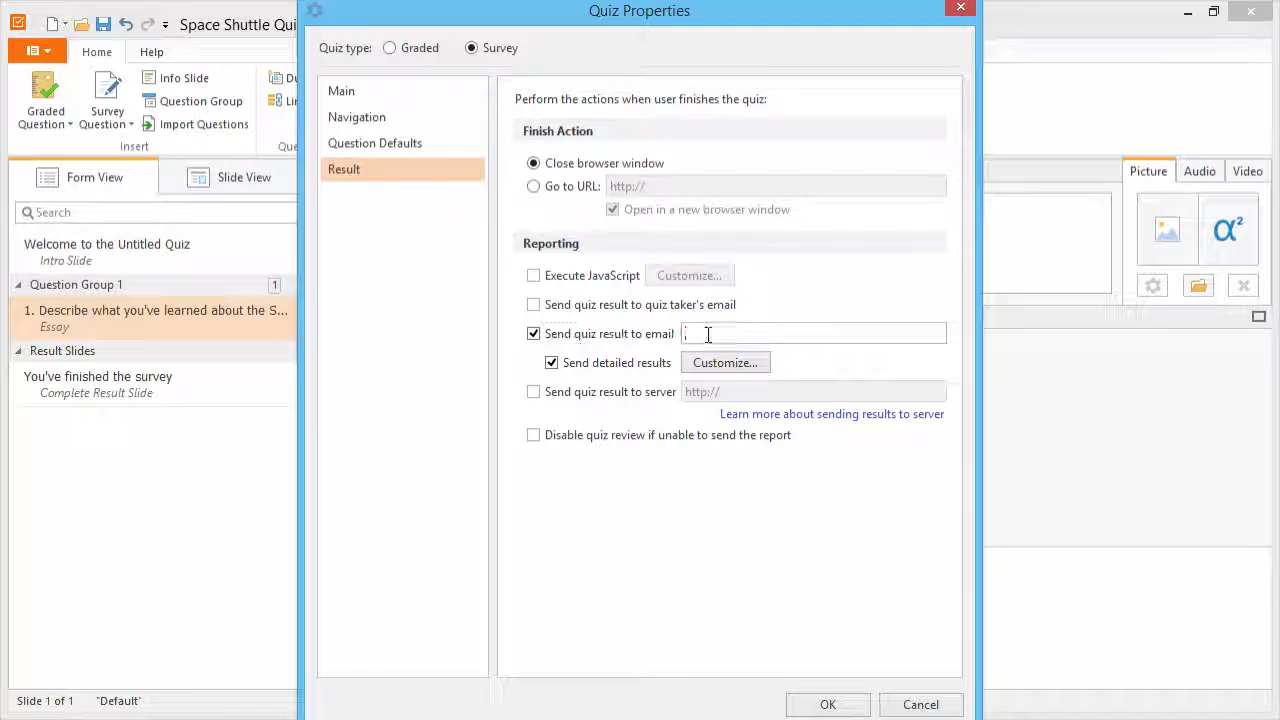 Space Shuttle Qui
Quiz Properties
Home
Help
Graded Question
Survey Question
Info Slide
Question Group
Import Questions
Insert
Du
Lin
Que
Form View
Slide View
Search
Welcome to the Untitled Quiz
Intro Slide
Question Group 1
1
1. Describe what you've learned about the S...
Essay
Result Slides
You've finished the survey
Complete Result Slide
Slide 1 of 1
"Default"
Quiz type:
Graded
Survey
Main
Navigation
Question Defaults
Result
Perform the actions when user finishes the quiz:
Finish Action
Close browser window
Go to URL:
http://
Open in a new browser window
Reporting
Execute JavaScript
Customize...
Send quiz result to quiz taker's email
Send quiz result to email
Send detailed results
Customize...
Send quiz result to server
http://
Learn more about sending results to server
Disable quiz review if unable to send the report
OK
Cancel
Picture
Audio
Video
α²